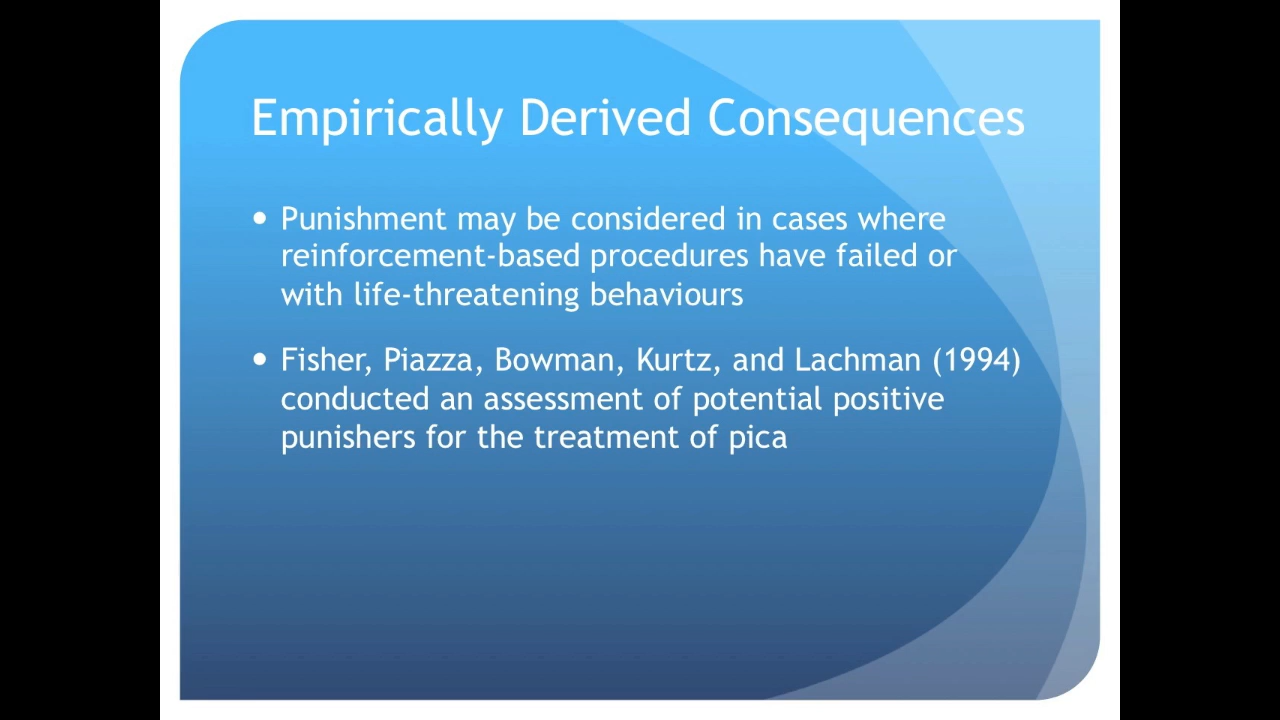 Empirically Derived Consequences
• Punishment may be considered in cases where
reinforcement-based procedures have failed or
with life-threatening behaviours
• Fisher, Piazza, Bowman, Kurtz, and Lachman (1994)
conducted an assessment of potential positive
punishers for the treatment of pica